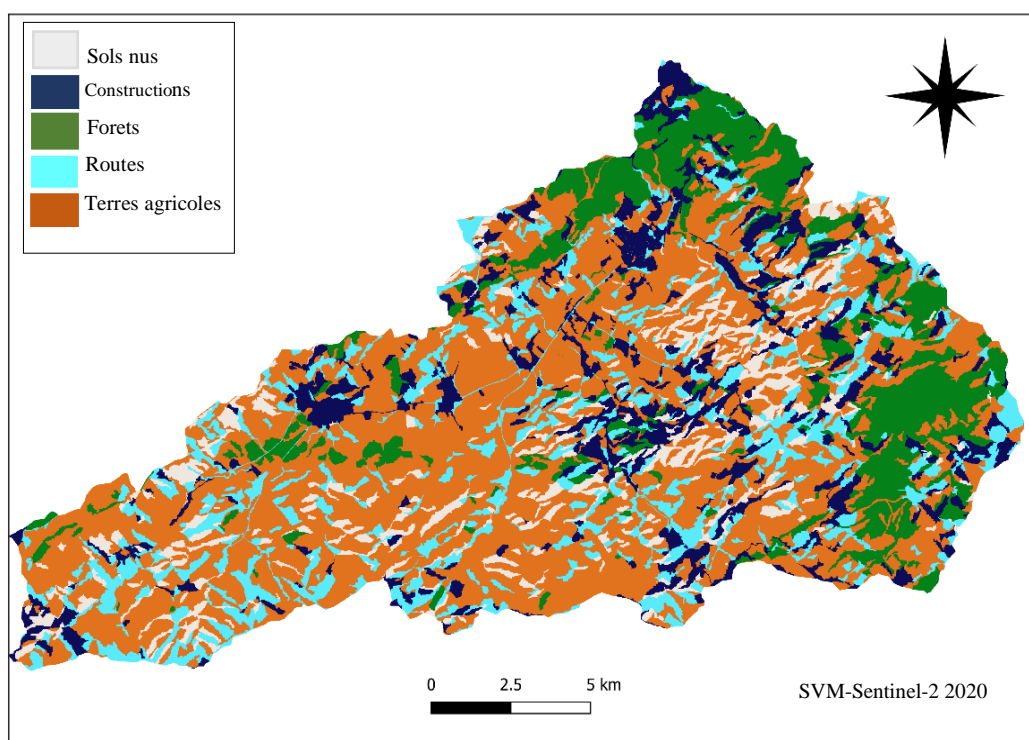 Sols nus
Constructions
Forets
Routes
Terres agricoles
0 2.5 5 km
SVM-Sentinel-2 2020